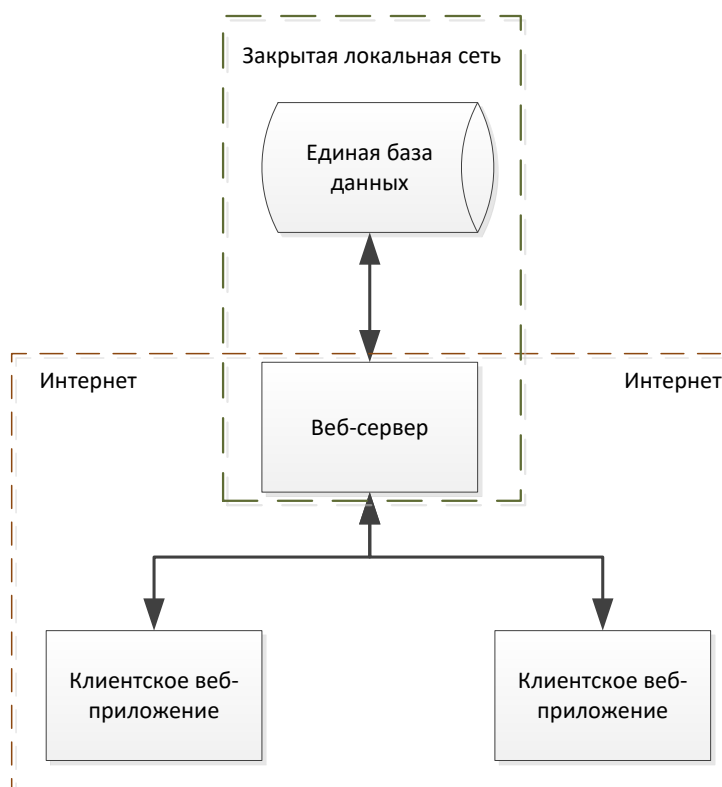 Закрытая локальная сеть
Единая база
данных
Интернет
Интернет
Веб-сервер
Клиентское веб-
приложение
Клиентское веб-
приложение